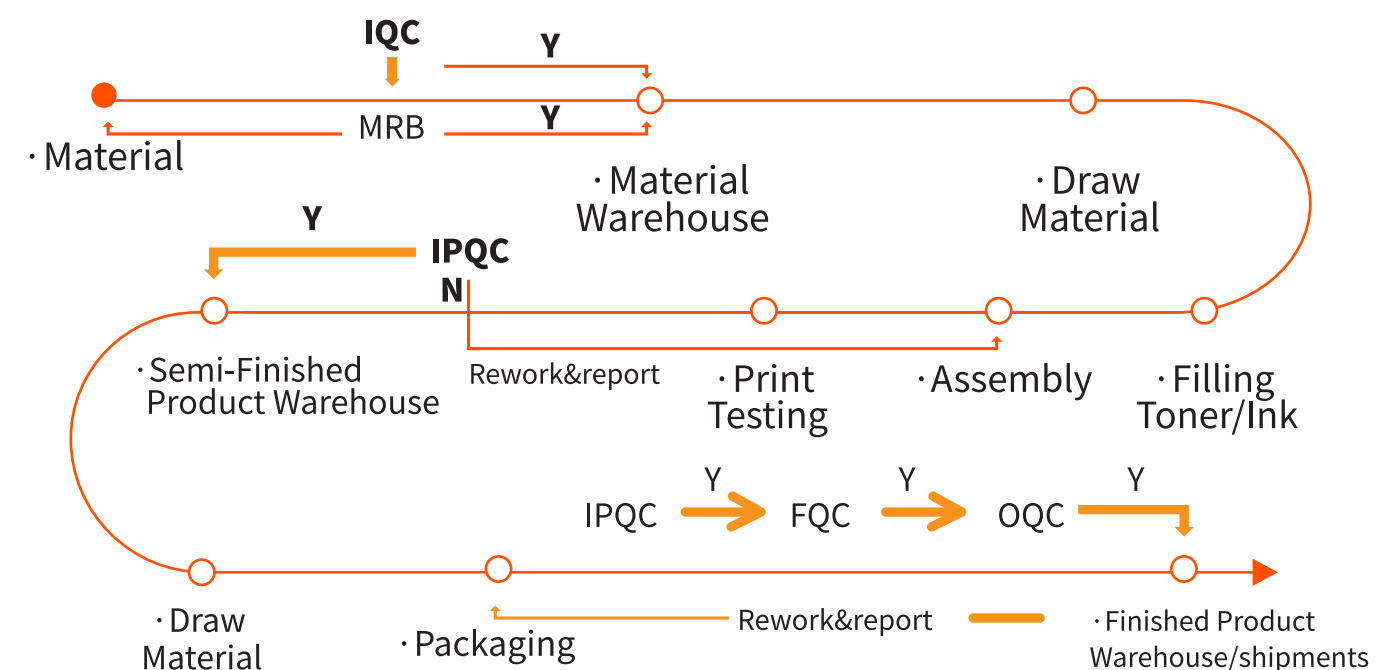 IQC
Y
MRB
Y
·Material
·Material
Warehouse
·Draw
Material
Y
IPQC
N
·Semi-Finished
Product Warehouse
Rework&report
·Print
Testing
·Assembly
·Filling
Toner/Ink
Y
Y
Y
IPQC
FQC
OQC
·Draw
Material
·Packaging
Rework&report
·Finished Product
Warehouse/shipments